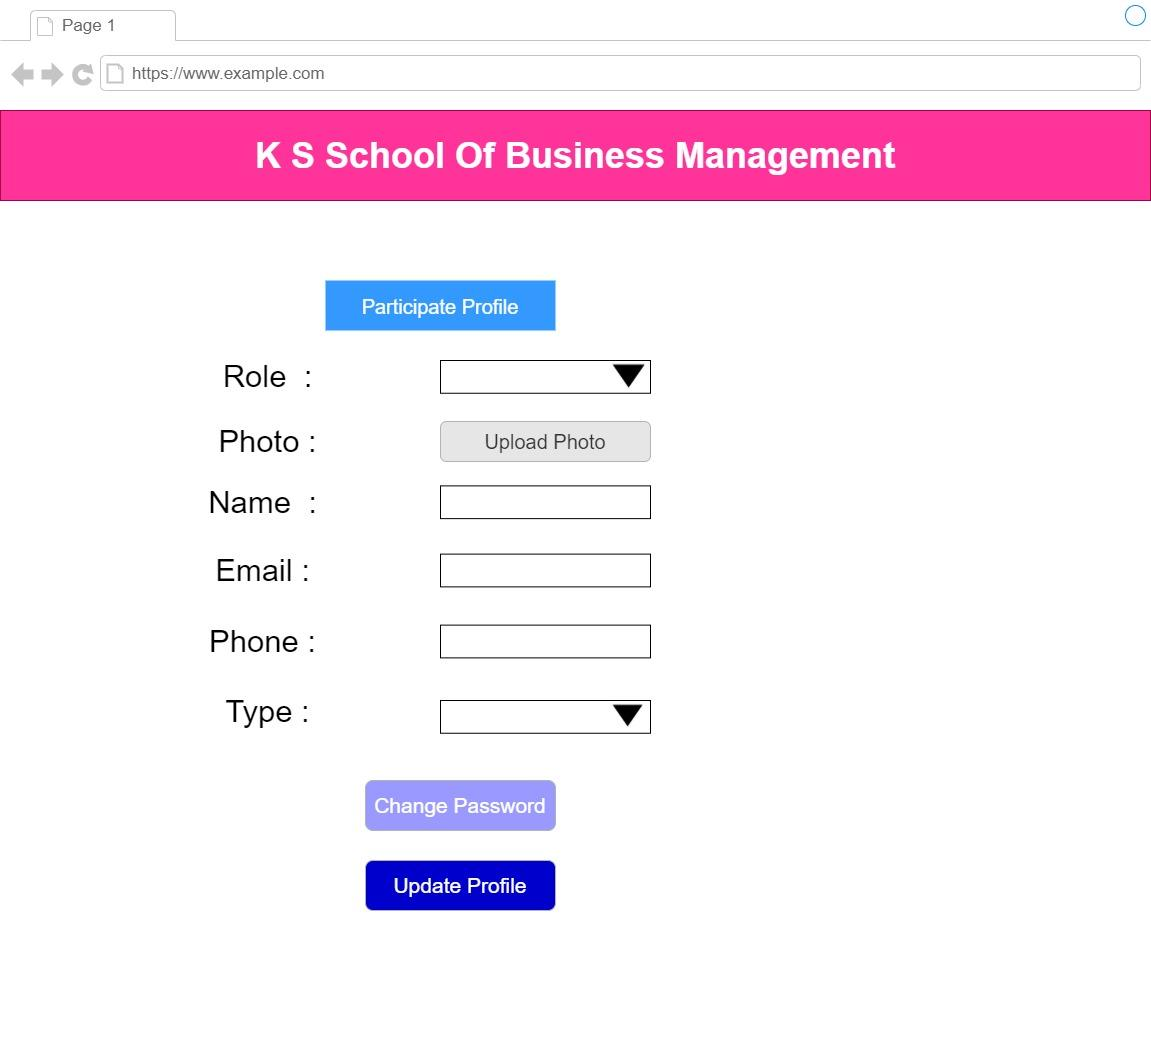 Page 1
https://www.example.com
K S School Of Business Management
Participate Profile
Role :
Photo :
Upload Photo
Name :
Email :
Phone :
Type :
Change Password
Update Profile